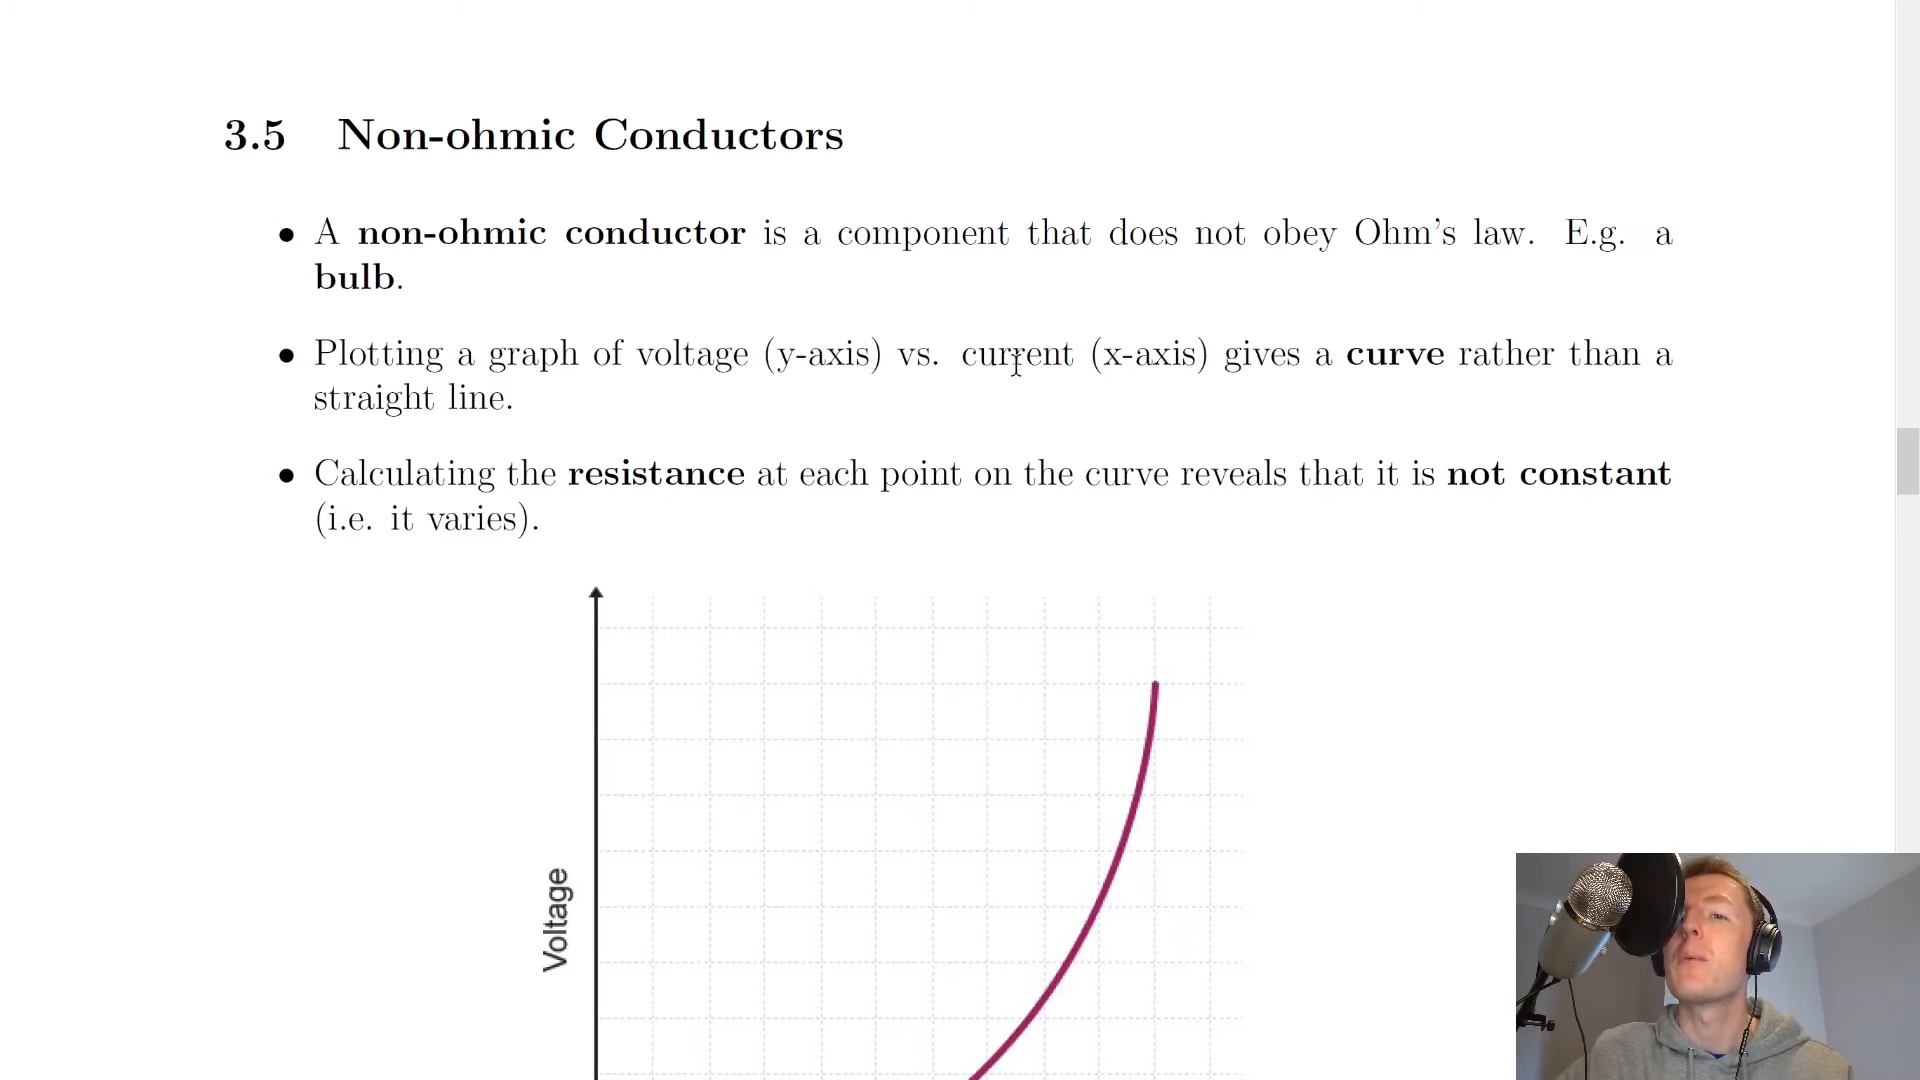 3.5 Non-ohmic Conductors
• A non-ohmic conductor is a component that does not obey Ohm's law. E.g. a
bulb.
• Plotting a graph of voltage (y-axis) vs. current (x-axis) gives a curve rather than a
straight line.
• Calculating the resistance at each point on the curve reveals that it is not constant
(i.e. it varies).
Voltage